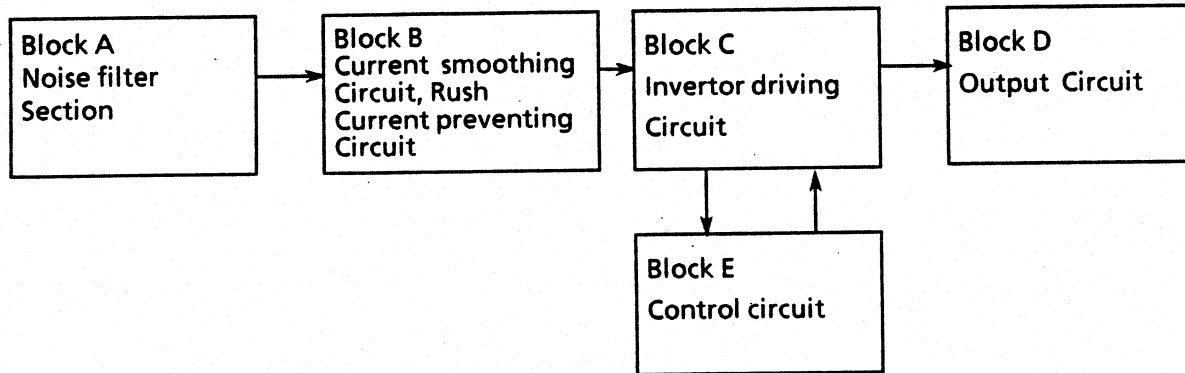 Block A
Noise filter
Section
Block B
Current smoothing
Circuit, Rush
Current preventing
Circuit
Block C
Invertor driving
Circuit
Block D
Output Circuit
Block E
Control circuit